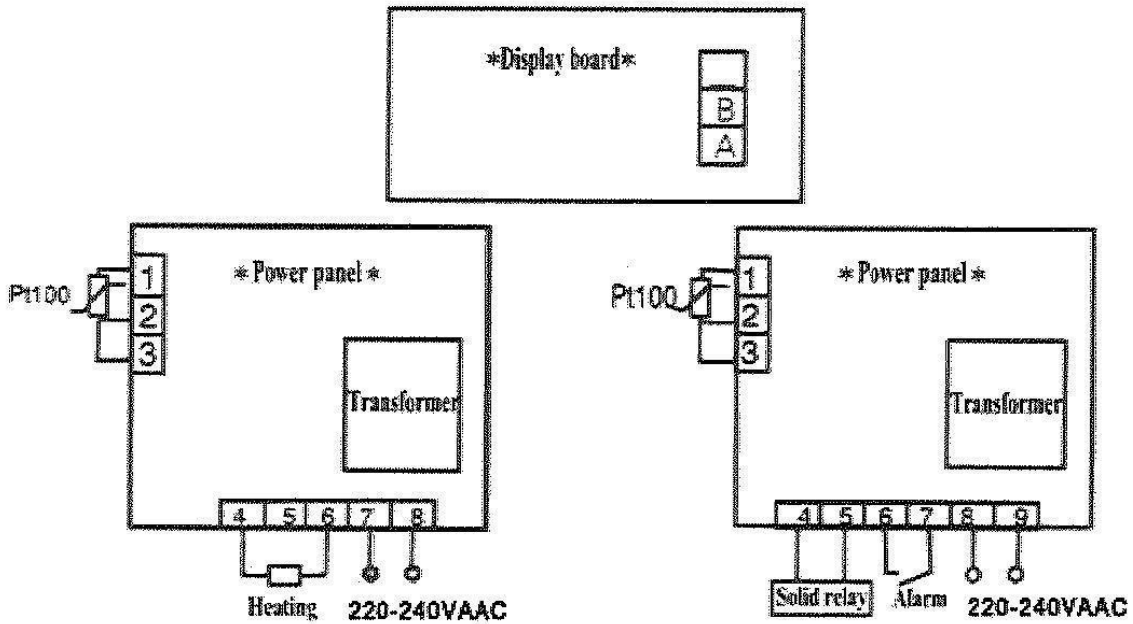 *Display board*
B
A
* Power panel *
Pt100
1
2
3
Transformer
4 5 6 7 8
Heating 220-240VAAC
* Power panel *
Pt100
1
2
3
Transformer
4 5 6 7 8 9
Solid relay Alarm 220-240VAAC